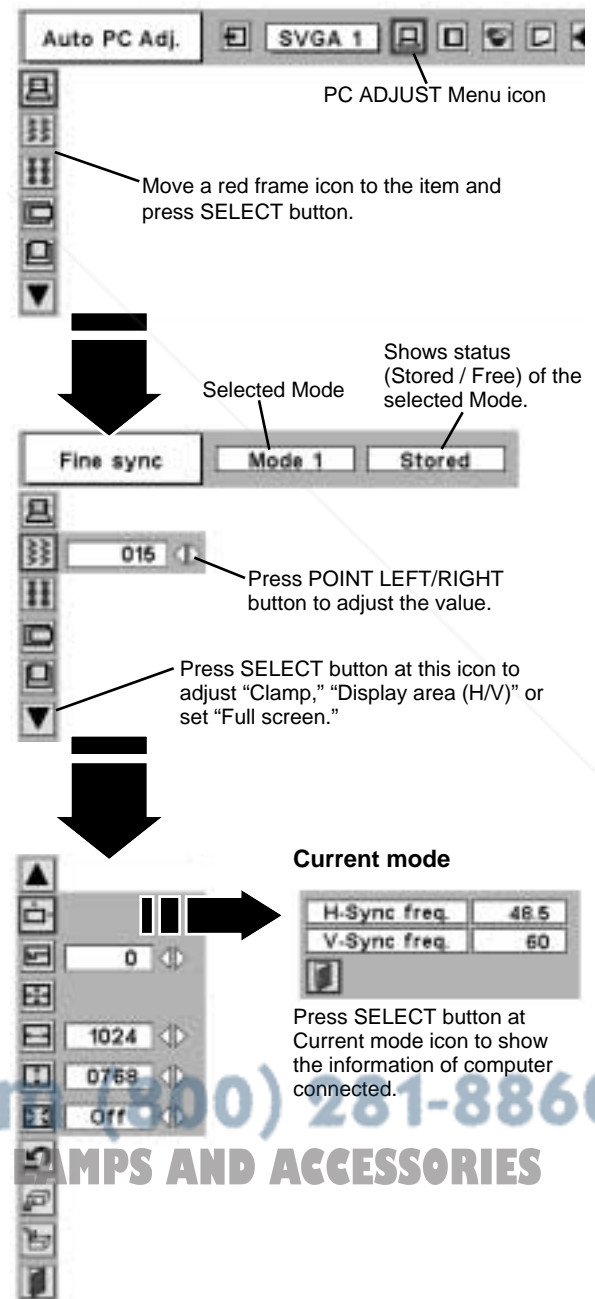 Auto PC Adj.
SVGA 1
PC ADJUST Menu icon
Move a red frame icon to the item and
press SELECT button.
Shows status
(Stored / Free) of the
selected Mode.
Selected Mode
Fine sync
Mode 1
Stored
015
Press POINT LEFT/RIGHT
button to adjust the value.
Press SELECT button at this icon to
adjust “Clamp,” “Display area (H/V)” or
set “Full screen.”
Current mode
H-Sync freq. 48.5
V-Sync freq. 60
0
1024
0768
Off
Press SELECT button at
Current mode icon to show
the information of computer
connected.
m (800) 281-8860
LAMPS AND ACCESSORIES